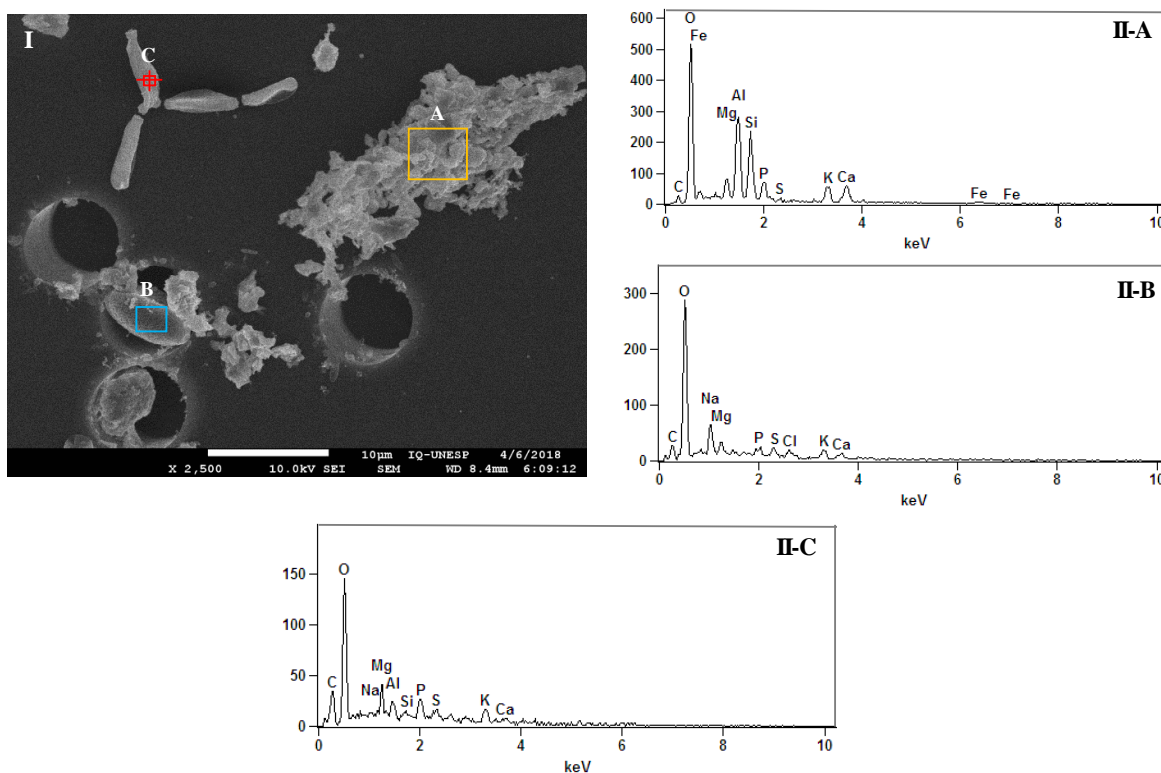 I
C
A
B
10µm IQ-UNESP 4/6/2018
X 2,500 10.0kV SEI SEM WD 8.4mm 6:09:12
II-A
600
500
400
300
200
100
0
O
Fe
Al
Mg Si
C P S K Ca Fe Fe
0 2 4 6 8 10
keV
II-B
300
200
100
0
O
Na
Mg
C P S Cl K Ca
0 2 4 6 8 10
keV
II-C
150
100
50
0
O
Mg
C Na Al Si P S K Ca
0 2 4 6 8 10
keV